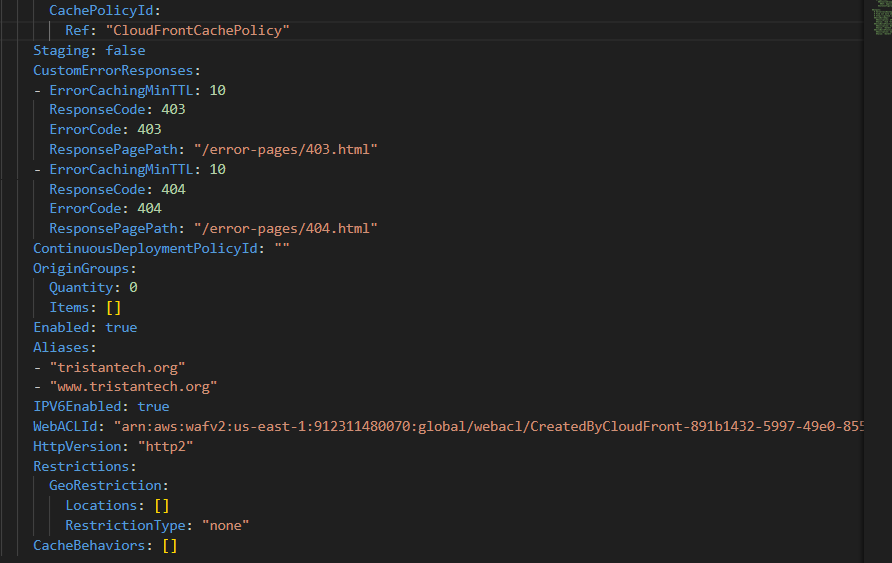 CachePolicyId:
Ref: "CloudFrontCachePolicy"
Staging: false
CustomErrorResponses:
- ErrorCachingMinTTL: 10
ResponseCode: 403
ErrorCode: 403
ResponsePagePath: "/error-pages/403.html"
- ErrorCachingMinTTL: 10
ResponseCode: 404
ErrorCode: 404
ResponsePagePath: "/error-pages/404.html"
ContinuousDeploymentPolicyId: ""
OriginGroups:
Quantity: 0
Items: []
Enabled: true
Aliases:
- "tristantech.org"
- "www.tristantech.org"
IPV6Enabled: true
WebACLId: "arn:aws:wafv2:us-east-1:912311480070:global/webacl/CreatedByCloudFront-891b1432-5997-49e0-855
HttpVersion: "http2"
Restrictions:
GeoRestriction:
Locations: []
RestrictionType: "none"
CacheBehaviors: []